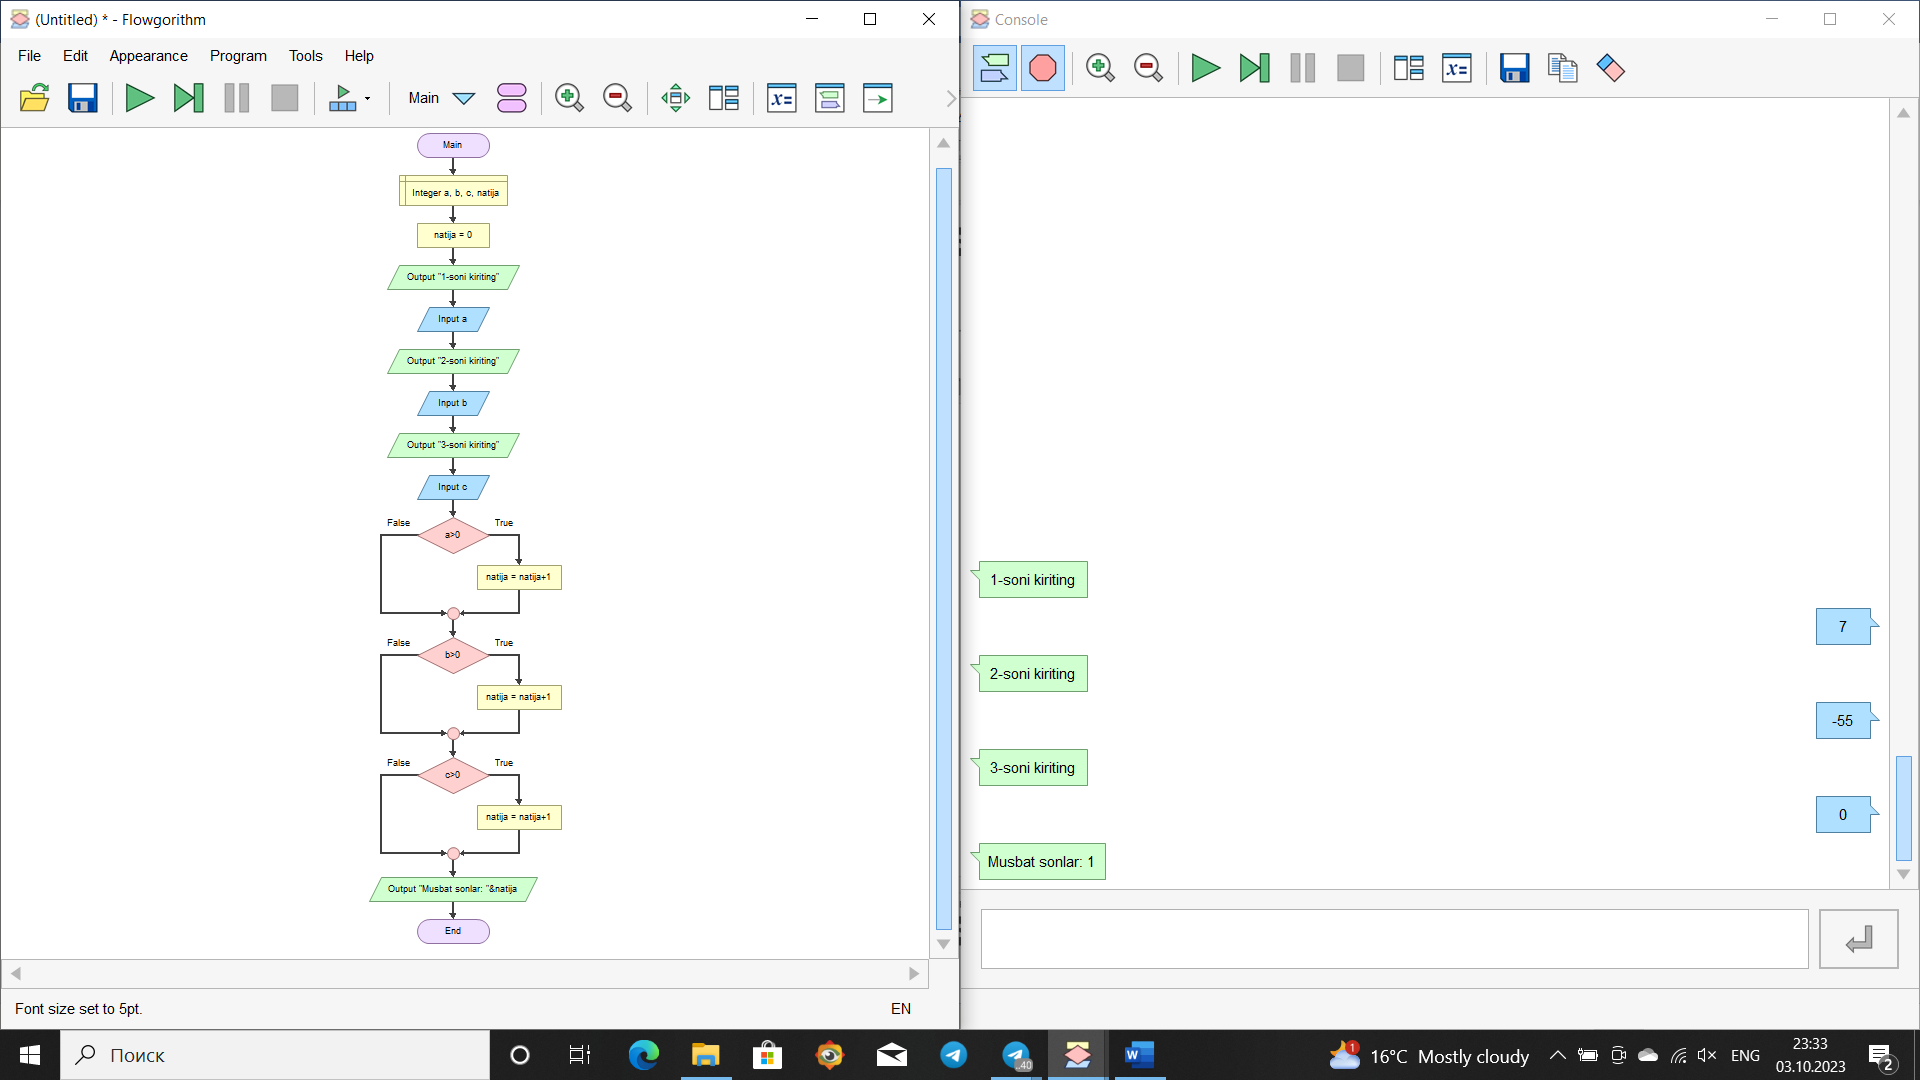 (Untitled) * - Flowgorithm
File Edit Appearance Program Tools Help
Main
Main
Integer a, b, c, natija
natija = 0
Output "1-soni kiriting"
Input a
Output "2-soni kiriting"
Input b
Output "3-soni kiriting"
Input c
False True
a>0
natija = natija+1
False True
b>0
natija = natija+1
False True
c>0
natija = natija+1
Output "Musbat sonlar: "&natija
End
Font size set to 5pt. EN
Console
1-soni kiriting
7
2-soni kiriting
-55
3-soni kiriting
0
Musbat sonlar: 1
Поиск
.40
1
16°C Mostly cloudy
ENG
23:33
03.10.2023
2